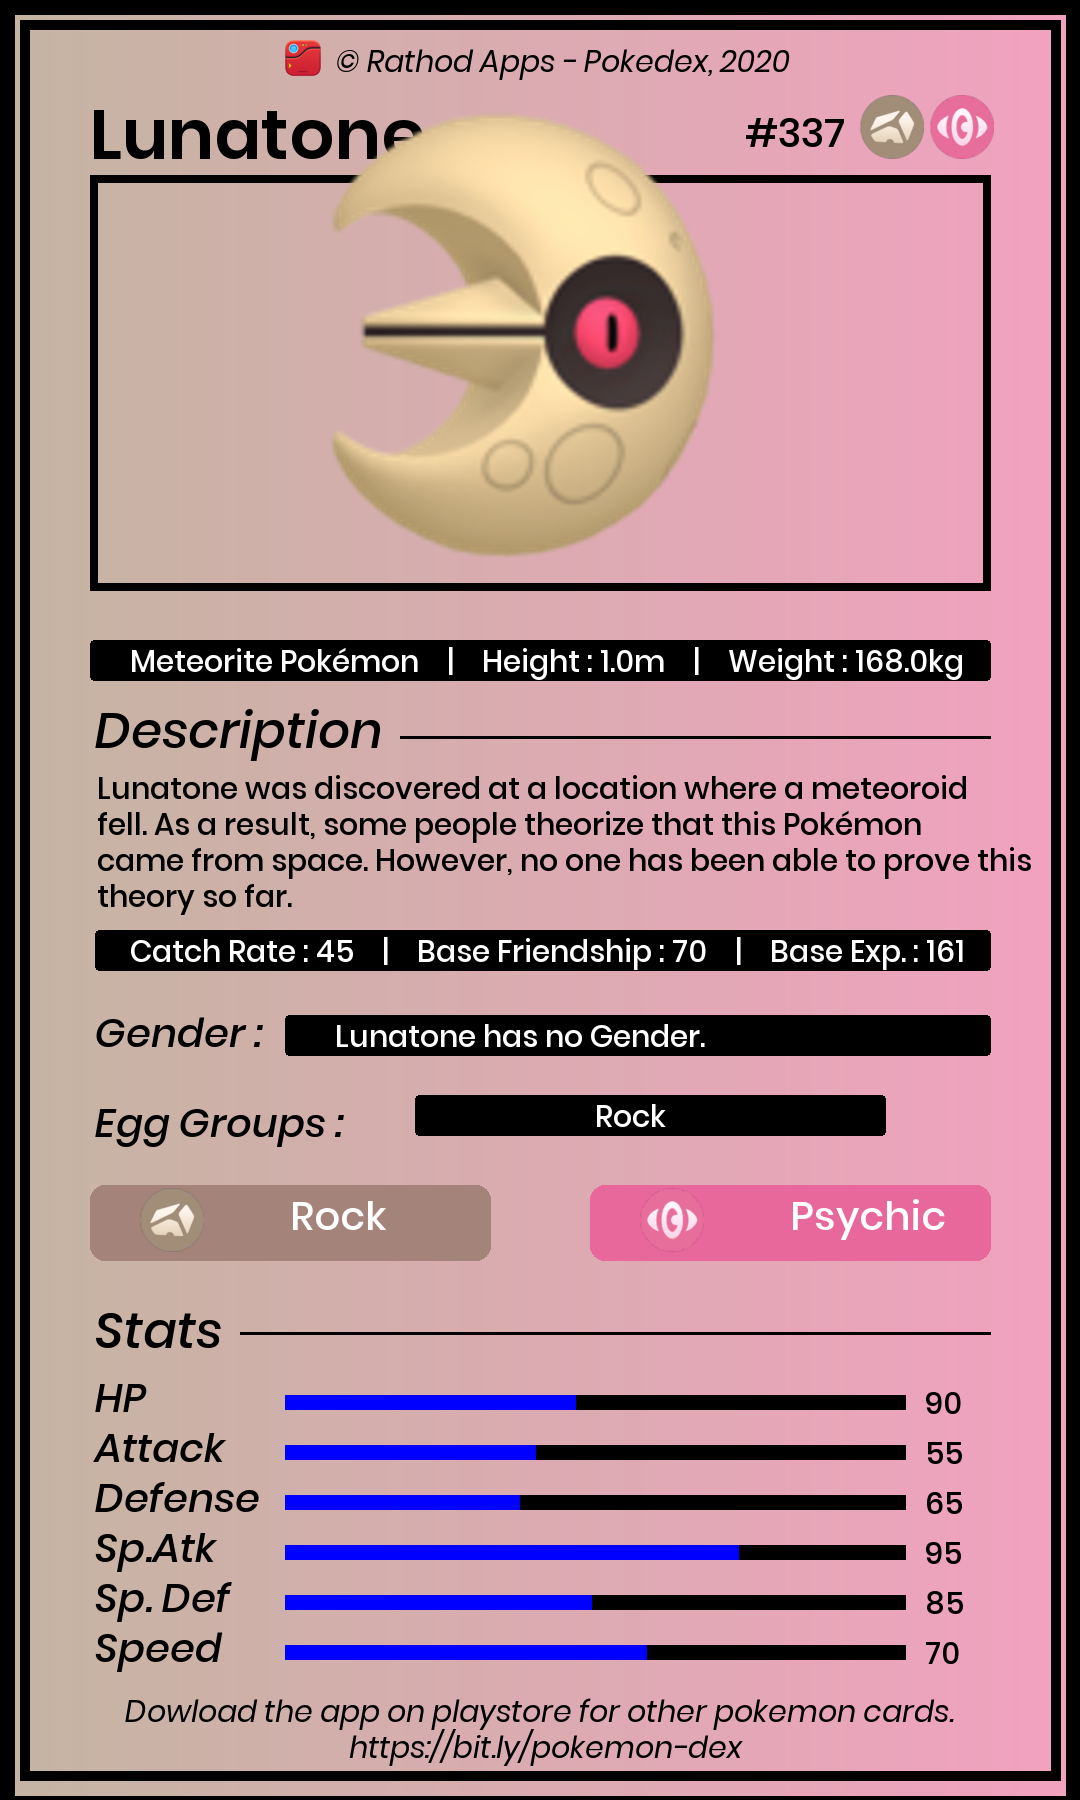 © Rathod Apps - Pokedex, 2020
Lunatone #337
Meteorite Pokémon | Height : 1.0m | Weight : 168.0kg
Description
Lunatone was discovered at a location where a meteoroid
fell. As a result, some people theorize that this Pokémon
came from space. However, no one has been able to prove this
theory so far.
Catch Rate : 45 | Base Friendship : 70 | Base Exp. : 161
Gender : Lunatone has no Gender.
Egg Groups : Rock
Rock Psychic
Stats
HP 90
Attack 55
Defense 65
Sp.Atk 95
Sp. Def 85
Speed 70
Dowload the app on playstore for other pokemon cards.
https://bit.ly/pokemon-dex